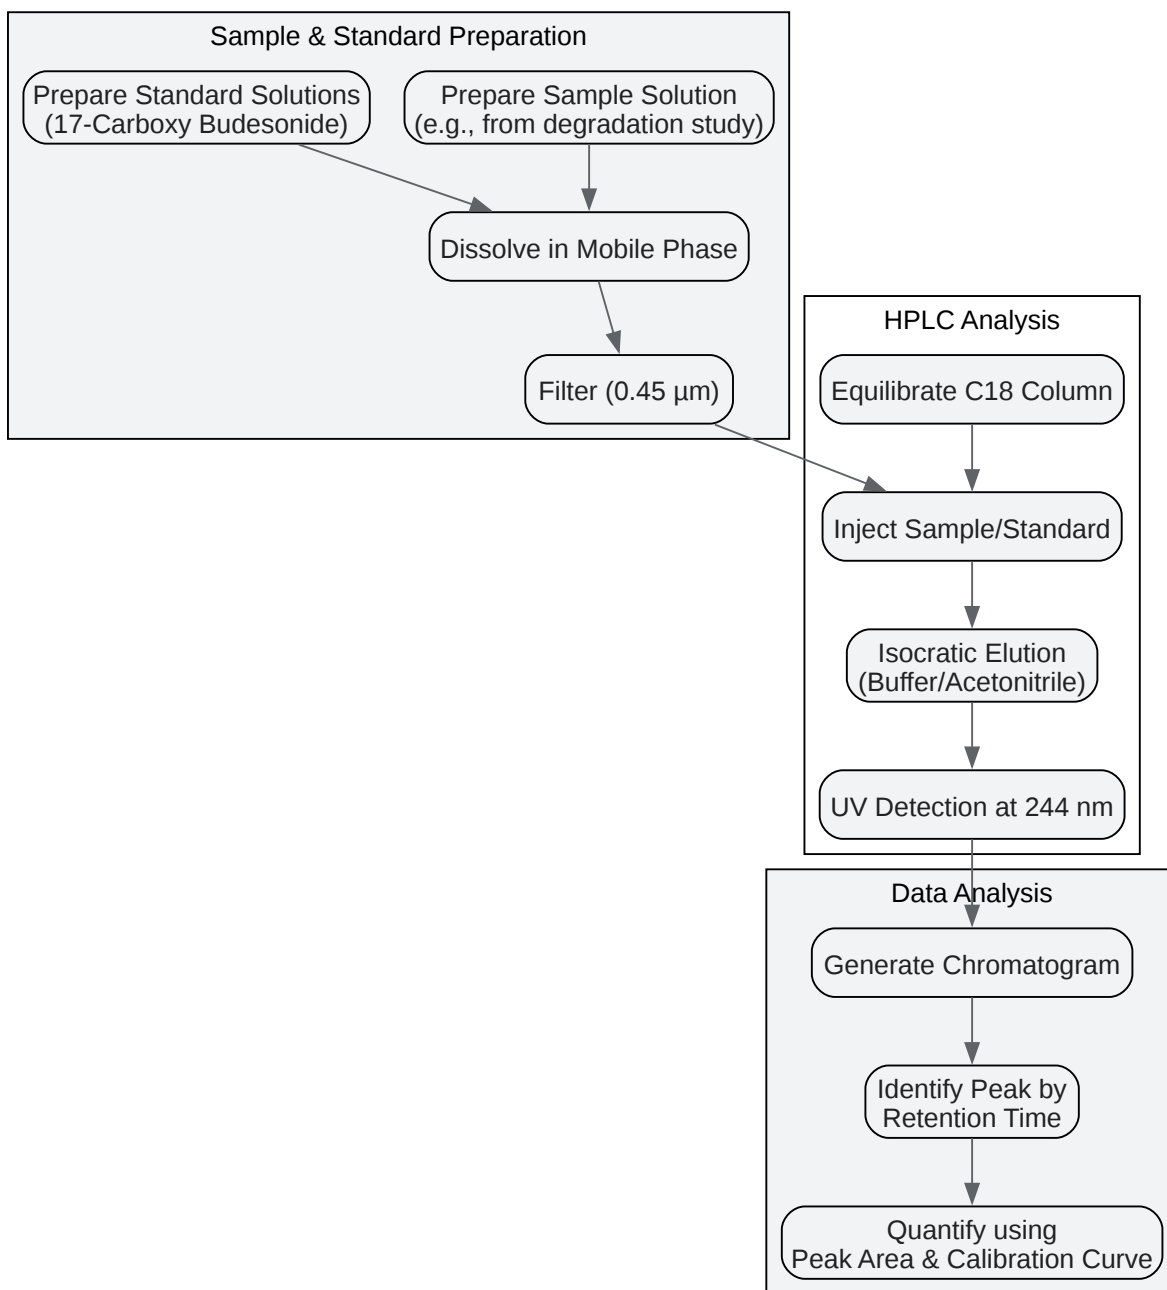 Sample & Standard Preparation
Prepare Standard Solutions
(17-Carboxy Budesonide)
Prepare Sample Solution
(e.g., from degradation study)
Dissolve in Mobile Phase
Filter (0.45 µm)
HPLC Analysis
Equilibrate C18 Column
Inject Sample/Standard
Isocratic Elution
(Buffer/Acetonitrile)
UV Detection at 244 nm
Data Analysis
Generate Chromatogram
Identify Peak by
Retention Time
Quantify using
Peak Area & Calibration Curve